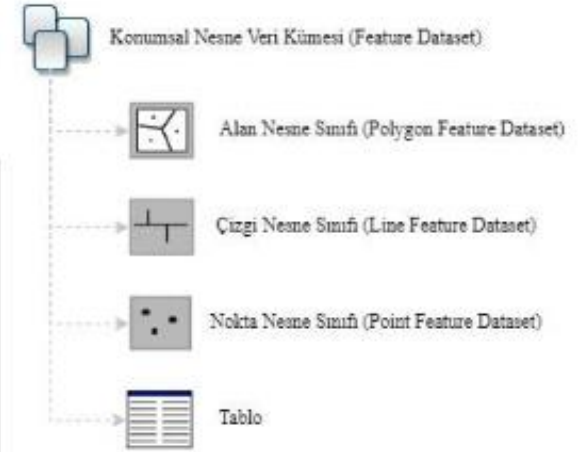 Konumsal Nesne Veri Kümesi (Feature Dataset)
Alan Nesne Sınıfı (Polygon Feature Dataset)
Çizgi Nesne Sınıfı (Line Feature Dataset)
Nokta Nesne Sınıfı (Point Feature Dataset)
Tablo